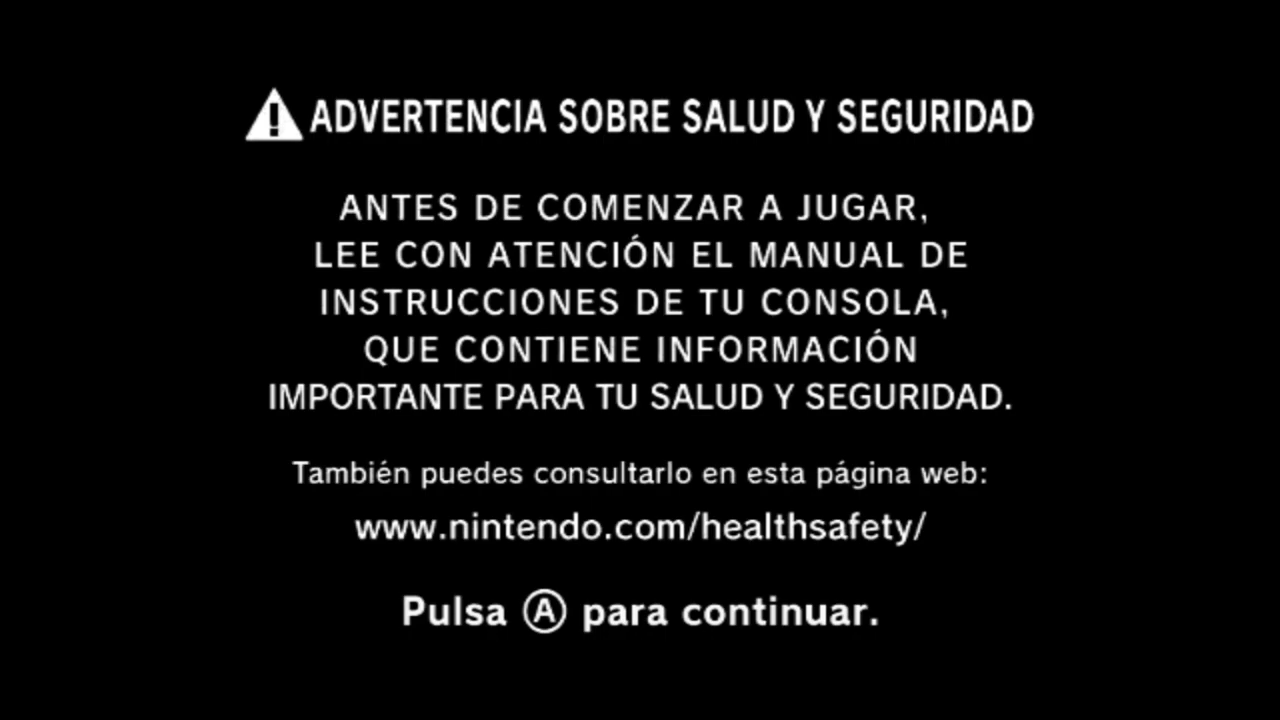 ADVERTENCIA SOBRE SALUD Y SEGURIDAD
ANTES DE COMENZAR A JUGAR,
LEE CON ATENCIÓN EL MANUAL DE
INSTRUCCIONES DE TU CONSOLA,
QUE CONTIENE INFORMACIÓN
IMPORTANTE PARA TU SALUD Y SEGURIDAD.
También puedes consultarlo en esta página web:
www.nintendo.com/healthsafety/
Pulsa Ⓐ para continuar.